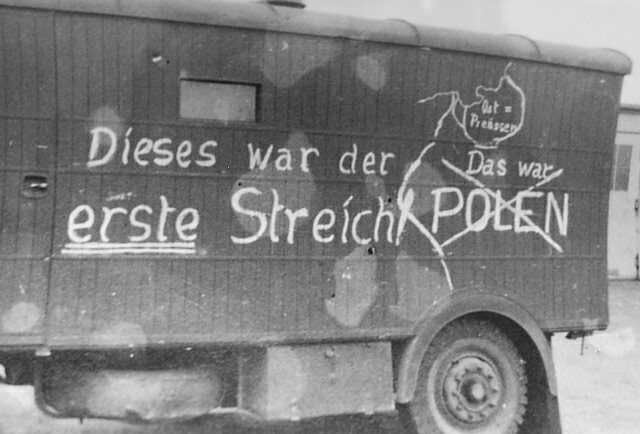 Dieses war der
erste Streich
Ost =
Preussen
Das war
POLEN